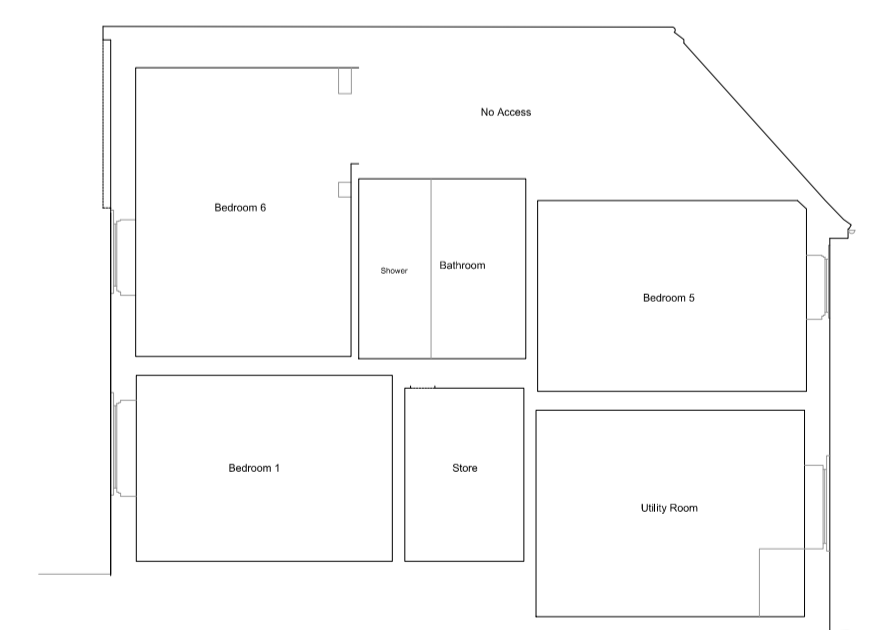 No Access
Bedroom 6
Shower
Bathroom
Bedroom 5
Bedroom 1
Store
Utility Room